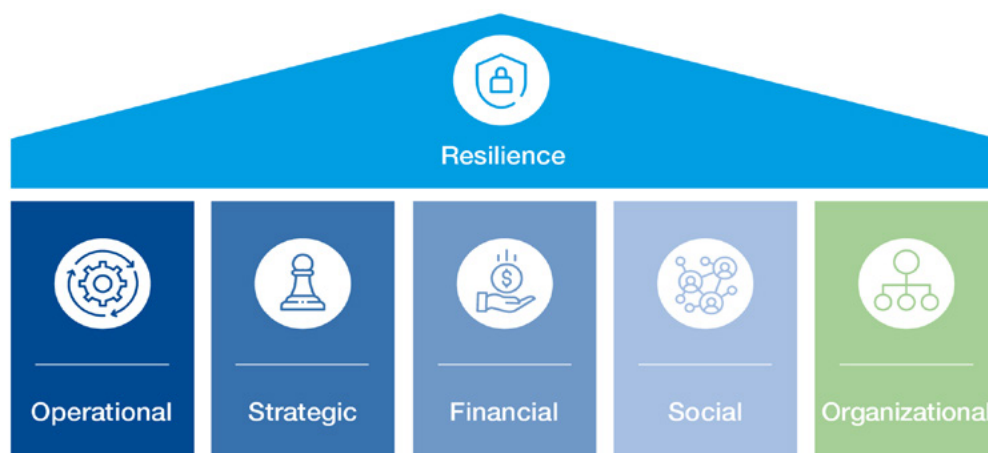 Resilience
Operational
Strategic
Financial
Social
Organizational
$